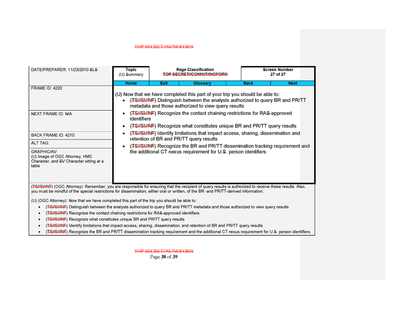 TOP SECRET//SI//NOFORN
DATE/PREPARER: 11/23/2010 &L&
Topic
(U) Summary
Page Classification
TOP SECRET//COMINT/NOFORN
Screen Number
27 of 27
Home
Exit
Glossary
Back
Next
FRAME ID: 4220
NEXT FRAME ID: N/A
BACK FRAME ID: 4210
ALT TAG:
GRAPHIC/AV:
(U) Image of OGC Attorney, HMC
Character, and &V Character sitting at a
table
(U) Now that we have completed this part of your trip you should be able to:
• (TS//SI//NF) Distinguish between the analysts authorized to query BR and PR/TT
metadata and those authorized to view query results
• (TS//SI//NF) Recognize the contact chaining restrictions for RAS-approved
identifiers
• (TS//SI//NF) Recognize what constitutes unique BR and PR/TT query results
• (TS//SI//NF) Identify limitations that impact access, sharing, dissemination and
retention of BR and PR/TT query results
• (TS//SI//NF) Recognize the BR and PR/TT dissemination tracking requirement and
the additional CT nexus requirement for U.S. person identifiers
(TS//SI//NF) (OGC Attorney): Remember, you are responsible for ensuring that the recipient of query results is authorized to receive these results. Also,
you must be mindful of the special restrictions for dissemination, either oral or written, of the BR- and PR/TT-derived information.
(U) (OGC Attorney): Now that we have completed this part of the trip you should be able to:
• (TS//SI//NF) Distinguish between the analysts authorized to query BR and PR/TT metadata and those authorized to view query results
• (TS//SI//NF) Recognize the contact chaining restrictions for RAS-approved identifiers
• (TS//SI//NF) Recognize what constitutes unique BR and PR/TT query results
• (TS//SI//NF) Identify limitations that impact access, sharing, dissemination, and retention of BR and PR/TT query results
• (TS//SI//NF) Recognize the BR and PR/TT dissemination tracking requirement and the additional CT nexus requirement for U.S. person identifiers
TOP SECRET//SI//NOFORN
Page 38 of 39